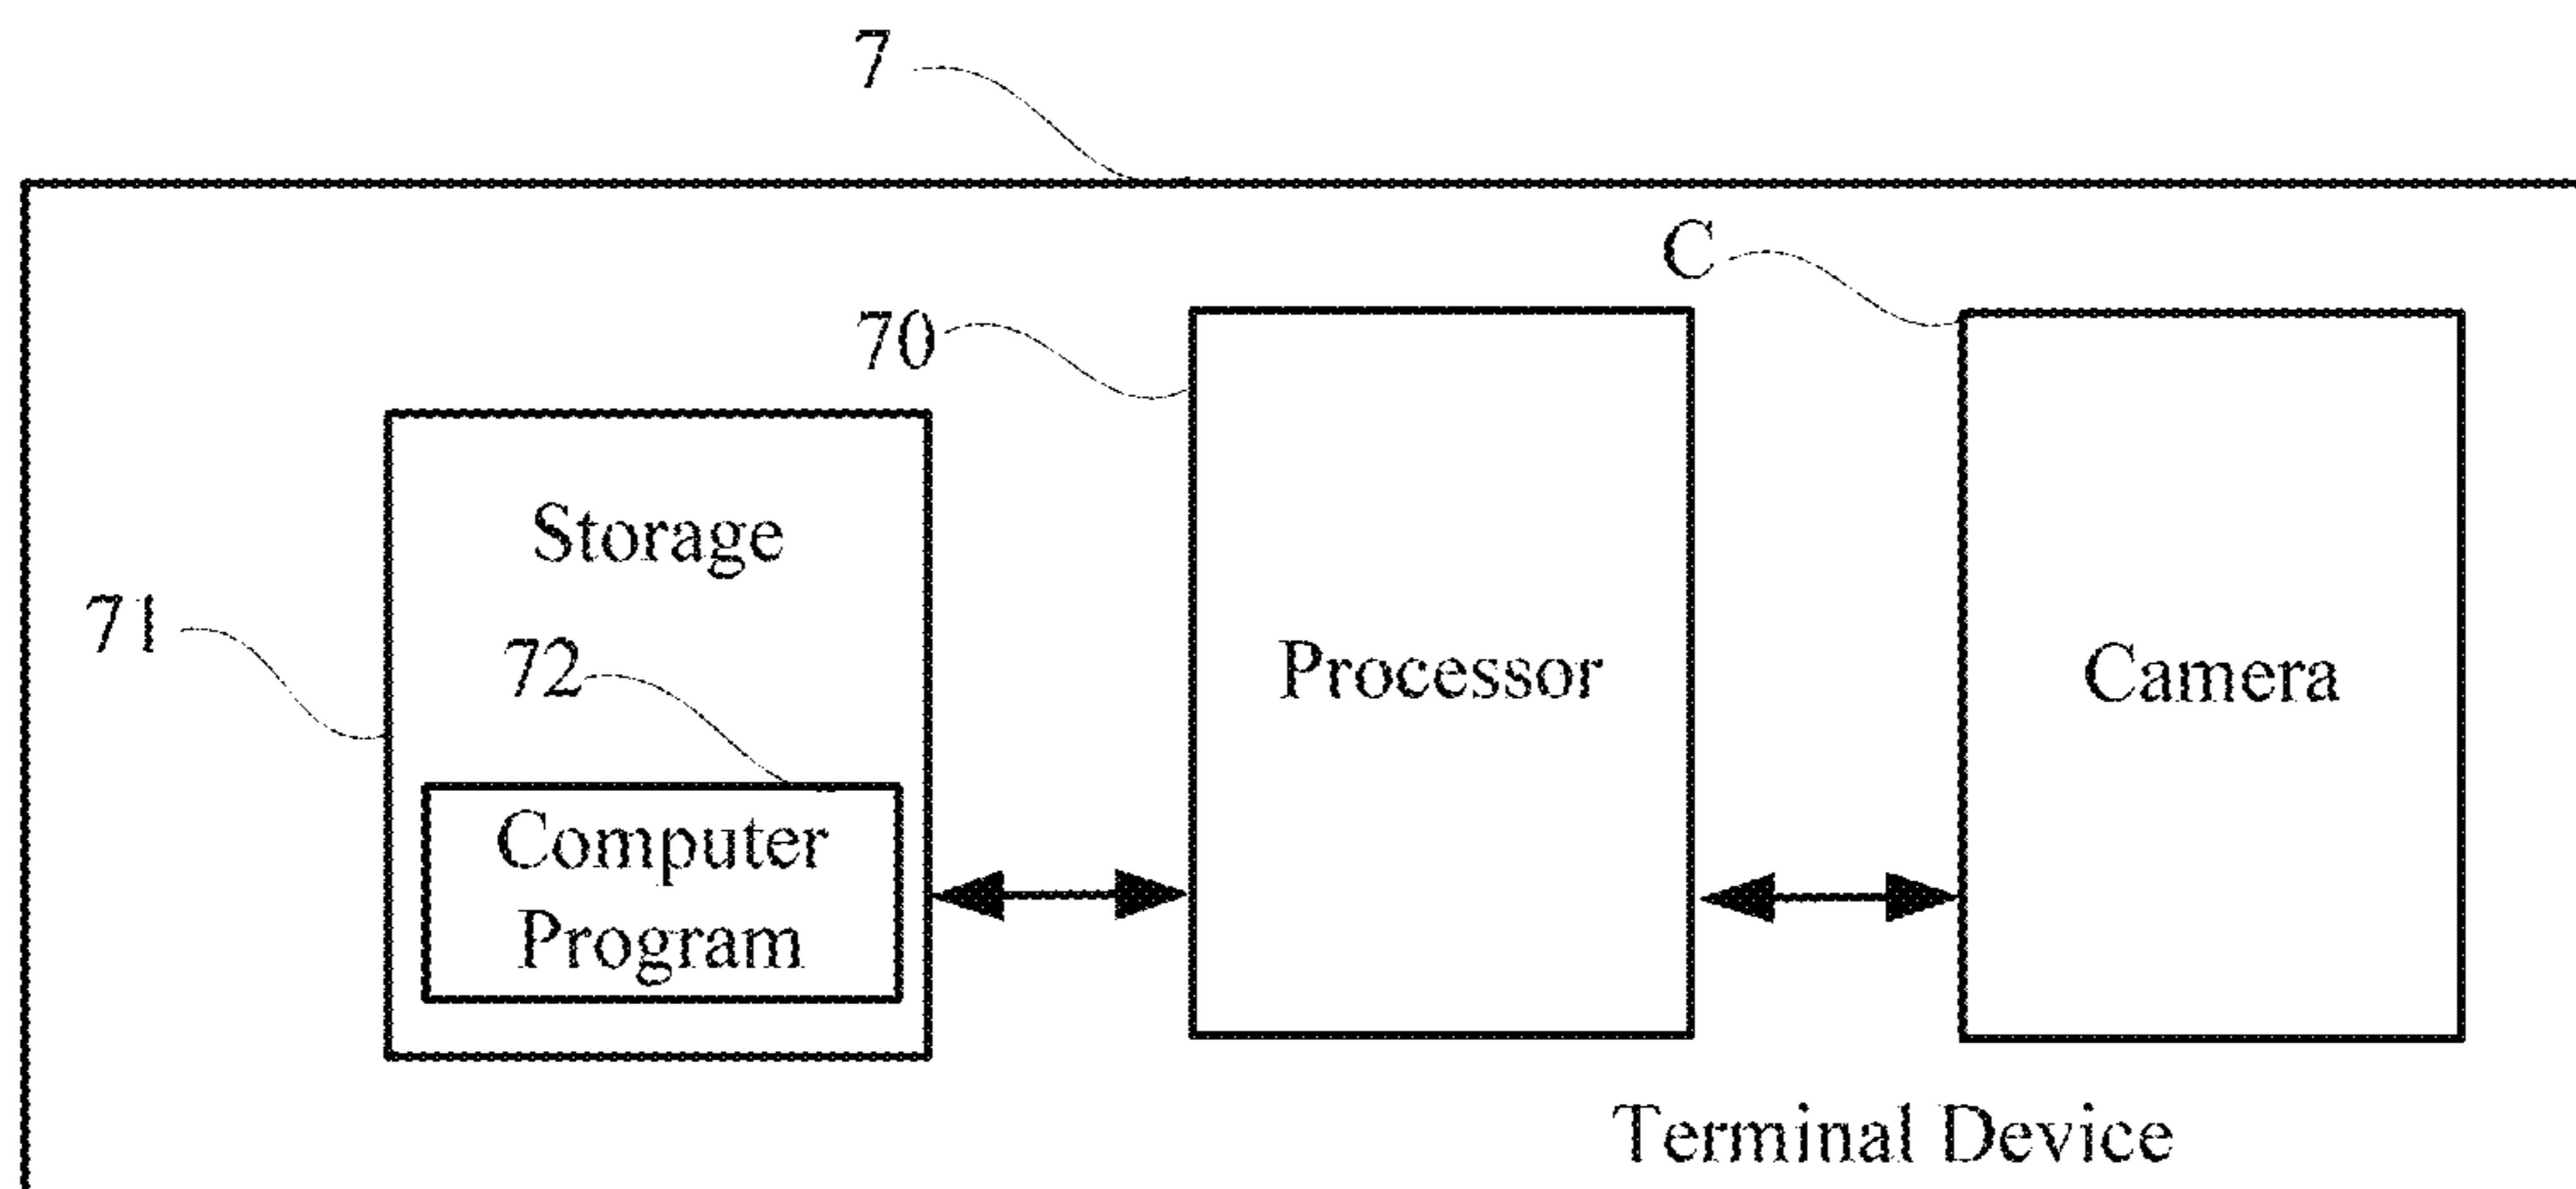 7
C
70
Storage
71
72
Processor
Camera
Computer
Program
Terminal Device